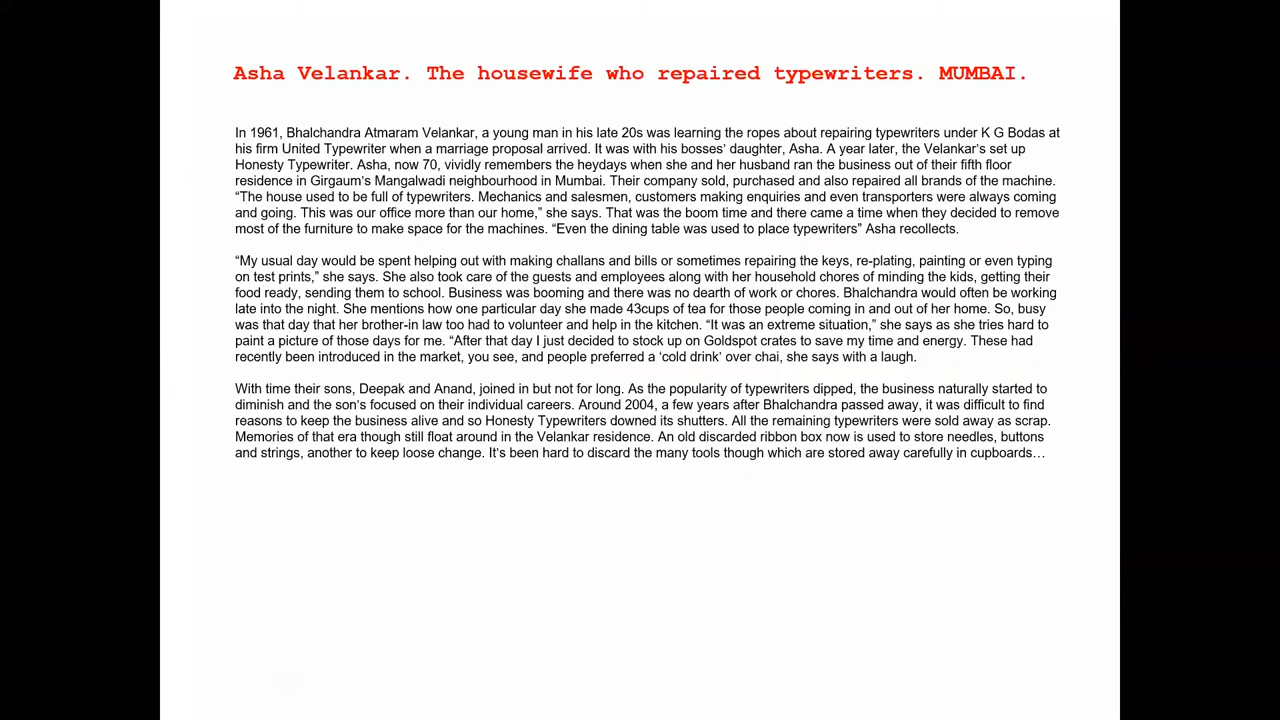 Asha Velankar. The housewife who repaired typewriters. MUMBAI.
In 1961, Bhalchandra Atmaram Velankar, a young man in his late 20s was learning the ropes about repairing typewriters under K G Bodas at
his firm United Typewriter when a marriage proposal arrived. It was with his bosses’ daughter, Asha. A year later, the Velankar’s set up
Honesty Typewriter. Asha, now 70, vividly remembers the heydays when she and her husband ran the business out of their fifth floor
residence in Girgaum’s Mangalwadi neighbourhood in Mumbai. Their company sold, purchased and also repaired all brands of the machine.
“The house used to be full of typewriters. Mechanics and salesmen, customers making enquiries and even transporters were always coming
and going. This was our office more than our home,” she says. That was the boom time and there came a time when they decided to remove
most of the furniture to make space for the machines. “Even the dining table was used to place typewriters” Asha recollects.
“My usual day would be spent helping out with making challans and bills or sometimes repairing the keys, re-plating, painting or even typing
on test prints,” she says. She also took care of the guests and employees along with her household chores of minding the kids, getting their
food ready, sending them to school. Business was booming and there was no dearth of work or chores. Bhalchandra would often be working
late into the night. She mentions how one particular day she made 43cups of tea for those people coming in and out of her home. So, busy
was that day that her brother-in law too had to volunteer and help in the kitchen. “It was an extreme situation,” she says as she tries hard to
paint a picture of those days for me. “After that day I just decided to stock up on Goldspot crates to save my time and energy. These had
recently been introduced in the market, you see, and people preferred a ‘cold drink’ over chai, she says with a laugh.
With time their sons, Deepak and Anand, joined in but not for long. As the popularity of typewriters dipped, the business naturally started to
diminish and the son’s focused on their individual careers. Around 2004, a few years after Bhalchandra passed away, it was difficult to find
reasons to keep the business alive and so Honesty Typewriters downed its shutters. All the remaining typewriters were sold away as scrap.
Memories of that era though still float around in the Velankar residence. An old discarded ribbon box now is used to store needles, buttons
and strings, another to keep loose change. It’s been hard to discard the many tools though which are stored away carefully in cupboards…